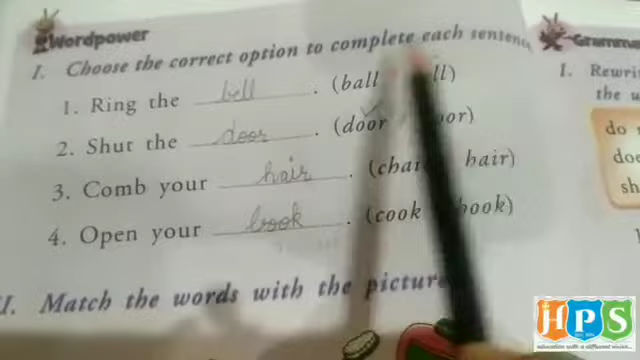 Wordpower
I. Choose the correct option to complete each sentence
1. Ring the bell. (ball
2. Shut the door. (door
3. Comb your hair. hair)
4. Open your book. (cook book)
Match the words with the
I. Rewri
the u
do
doe
sh
HPS
education with a different vision...